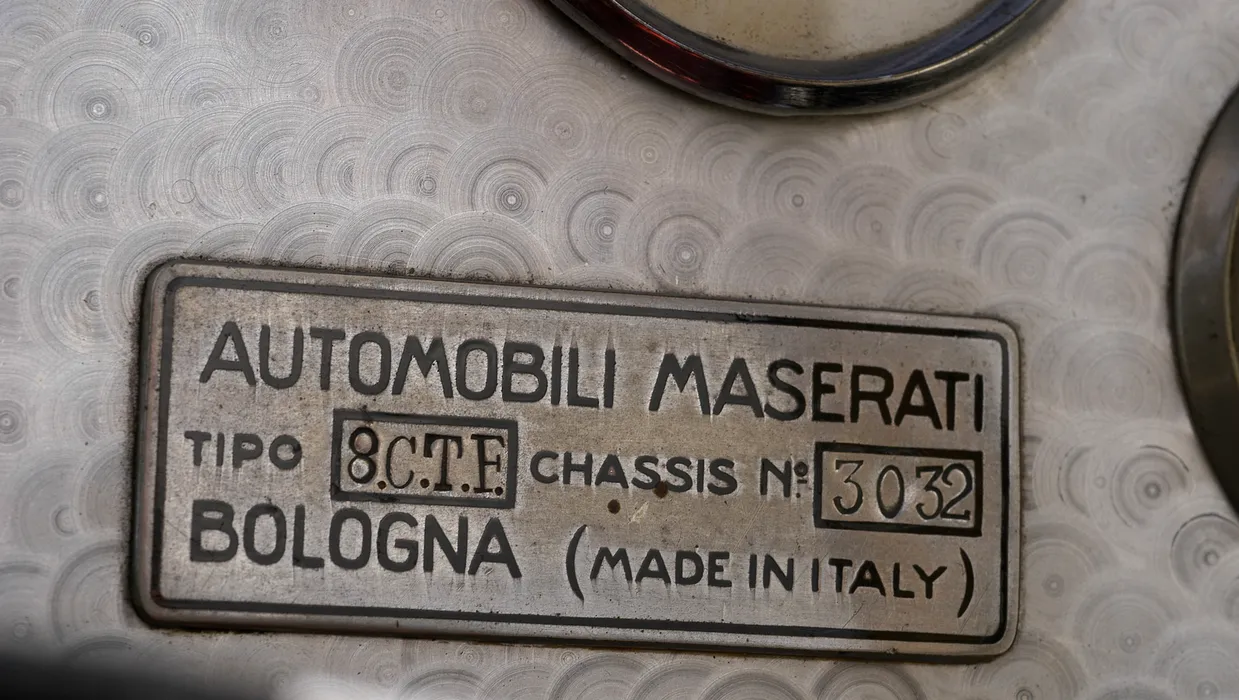 AUTOMOBILI MASERATI
TIPO 8.C.T.F. CHASSIS Nº 3032
BOLOGNA (MADE IN ITALY)